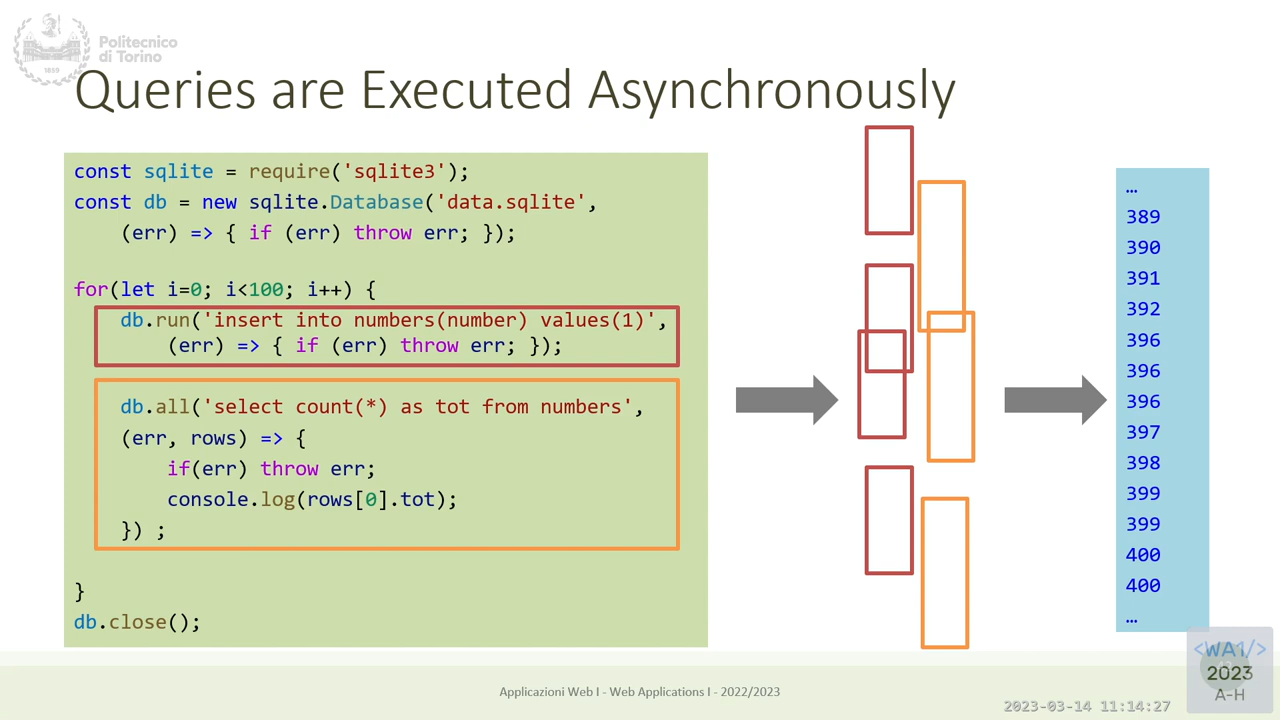 Politecnico
di Torino
1859
Queries are Executed Asynchronously
const sqlite = require('sqlite3');
const db = new sqlite.Database('data.sqlite',
(err) => { if (err) throw err; });
for(let i=0; i<100; i++) {
db.run('insert into numbers(number) values(1)',
(err) => { if (err) throw err; });
db.all('select count(*) as tot from numbers',
(err, rows) => {
if(err) throw err;
console.log(rows[0].tot);
}) ;
}
db.close();
…
389
390
391
392
396
396
396
397
398
399
399
400
400
…
Applicazioni Web I - Web Applications I - 2022/2023
<WA1/>
2023
A-H
2023-03-14 11:14:27